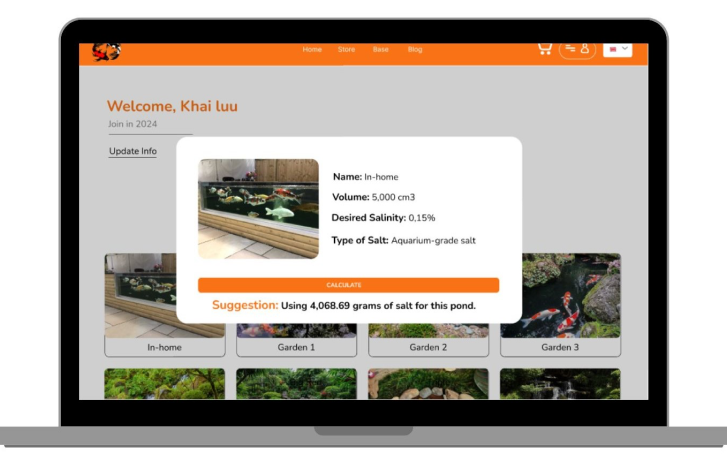 Home Store Base Blog
Welcome, Khai luu
Join in 2024
Update Info
Name: In-home
Volume: 5,000 cm3
Desired Salinity: 0,15%
Type of Salt: Aquarium-grade salt
CALCULATE
Suggestion: Using 4,068.69 grams of salt for this pond.
In-home
Garden 1
Garden 2
Garden 3